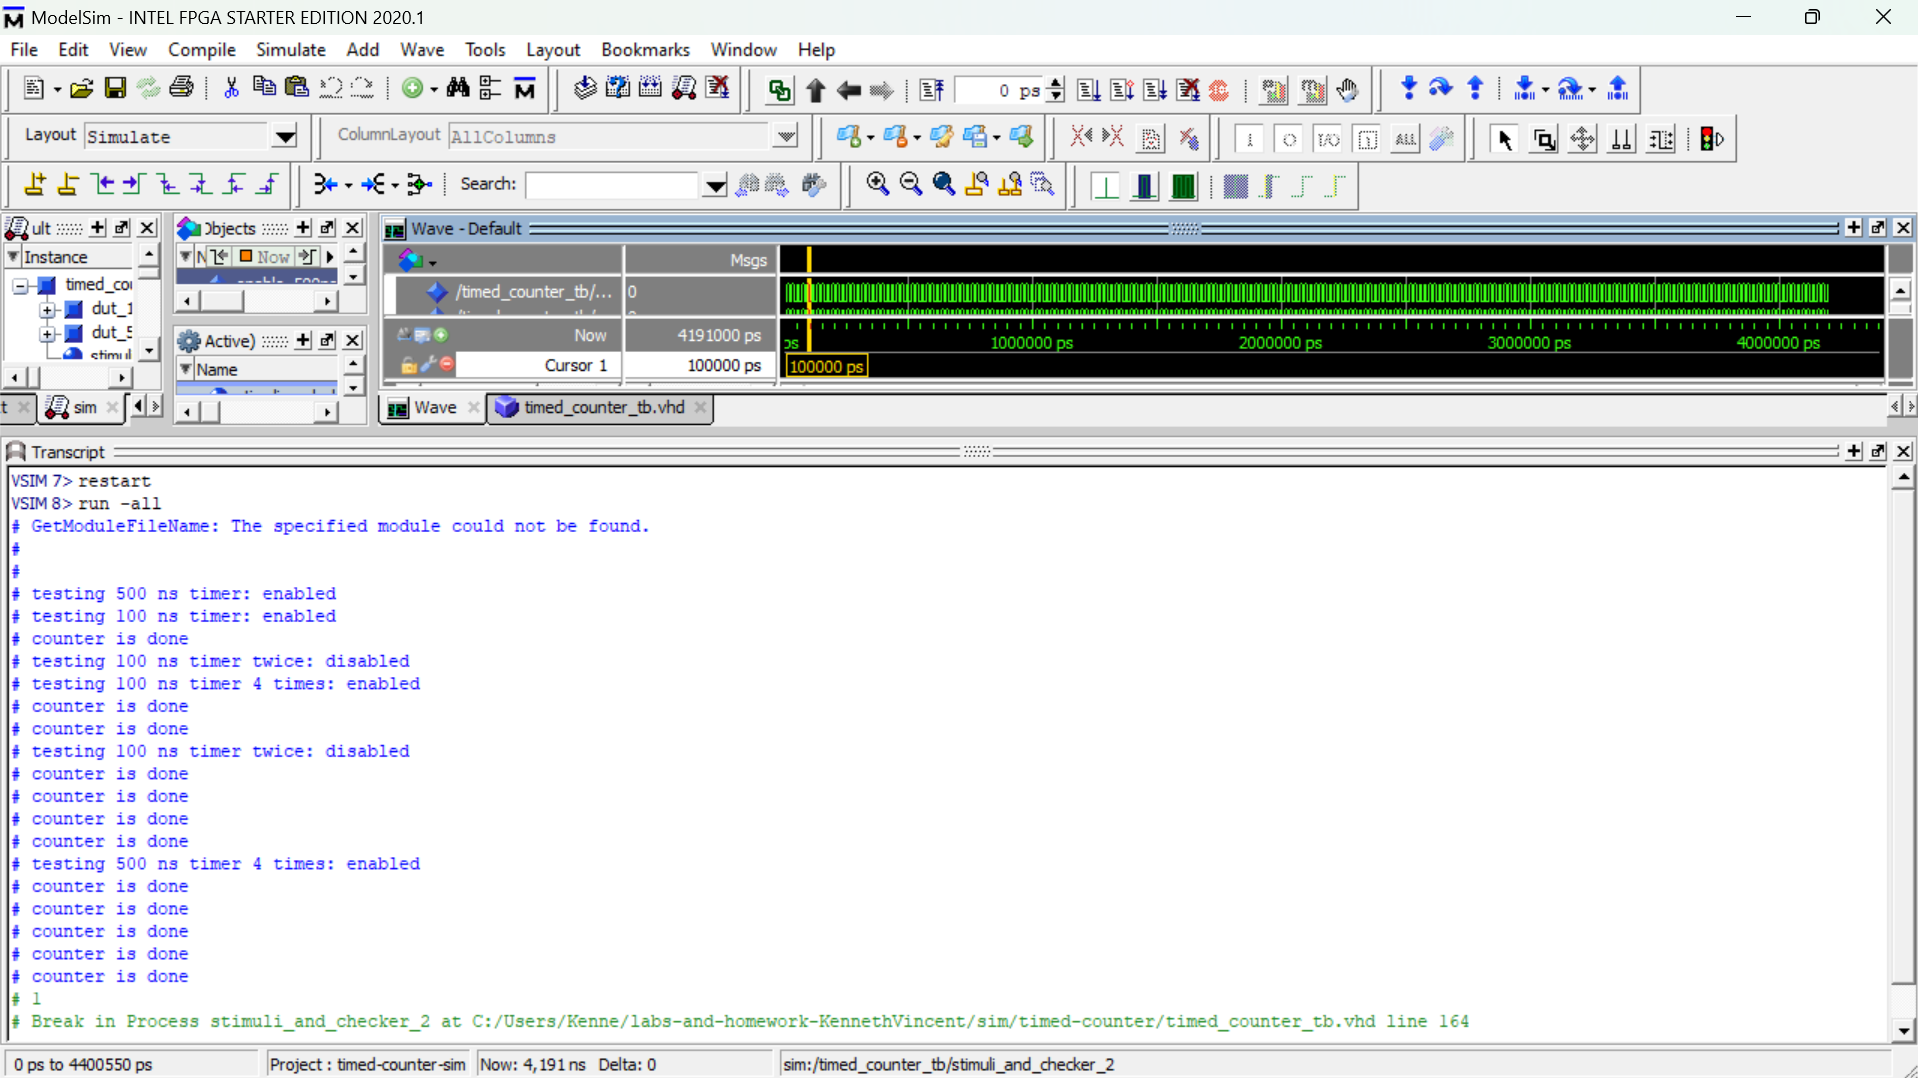 ModelSim - INTEL FPGA STARTER EDITION 2020.1
File Edit View Compile Simulate Add Wave Tools Layout Bookmarks Window Help
0 ps
Layout Simulate ColumnLayout AllColumns
Search:
ult Objects Wave - Default
Instance Now Msgs
timed_cou
dut_1
dut_5
/timed_counter_tb/... 0
Active) Now 4191000 ps ps 1000000 ps 2000000 ps 3000000 ps 4000000 ps
Name Cursor 1 100000 ps 100000 ps
t sim Wave timed_counter_tb.vhd
Transcript
VSIM 7> restart
VSIM 8> run -all
# GetModuleFileName: The specified module could not be found.
#
#
# testing 500 ns timer: enabled
# testing 100 ns timer: enabled
# counter is done
# testing 100 ns timer twice: disabled
# testing 100 ns timer 4 times: enabled
# counter is done
# counter is done
# testing 100 ns timer twice: disabled
# counter is done
# counter is done
# counter is done
# counter is done
# testing 500 ns timer 4 times: enabled
# counter is done
# counter is done
# counter is done
# counter is done
# counter is done
# 1
# Break in Process stimuli_and_checker_2 at C:/Users/Kenne/labs-and-homework-KennethVincent/sim/timed-counter/timed_counter_tb.vhd line 164
0 ps to 4400550 ps Project : timed-counter-sim Now: 4,191 ns Delta: 0 sim:/timed_counter_tb/stimuli_and_checker_2